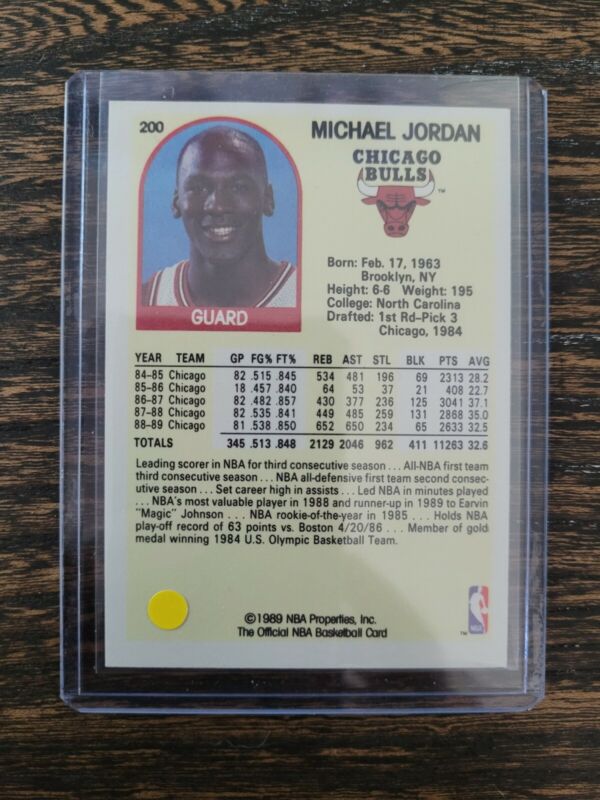 200
MICHAEL JORDAN
CHICAGO
BULLS
TM
Born: Feb. 17, 1963
Brooklyn, NY
Height: 6-6 Weight: 195
College: North Carolina
Drafted: 1st Rd-Pick 3
Chicago, 1984
GUARD
YEAR TEAM GP FG% FT% REB AST STL BLK PTS AVG
84-85 Chicago 82 .515 .845 534 481 196 69 2313 28.2
85-86 Chicago 18 .457 .840 64 53 37 21 408 22.7
86-87 Chicago 82 .482 .857 430 377 236 125 3041 37.1
87-88 Chicago 82 .535 .841 449 485 259 131 2868 35.0
88-89 Chicago 81 .538 .850 652 650 234 65 2633 32.5
TOTALS 345 .513 .848 2129 2046 962 411 11263 32.6
Leading scorer in NBA for third consecutive season . . . All-NBA first team
third consecutive season . . . NBA all-defensive first team second consec-
utive season . . . Set career high in assists . . . Led NBA in minutes played
. . . NBA's most valuable player in 1988 and runner-up in 1989 to Earvin
"Magic" Johnson . . . NBA rookie-of-the-year in 1985 . . . Holds NBA
play-off record of 63 points vs. Boston 4/20/86 . . . Member of gold
medal winning 1984 U.S. Olympic Basketball Team.
©1989 NBA Properties, Inc.
The Official NBA Basketball Card
TM
NBA